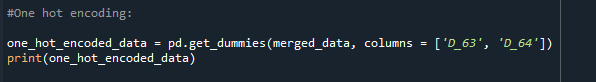 #One hot encoding:
one_hot_encoded_data = pd.get_dummies(merged_data, columns = ['D_63', 'D_64'])
print(one_hot_encoded_data)